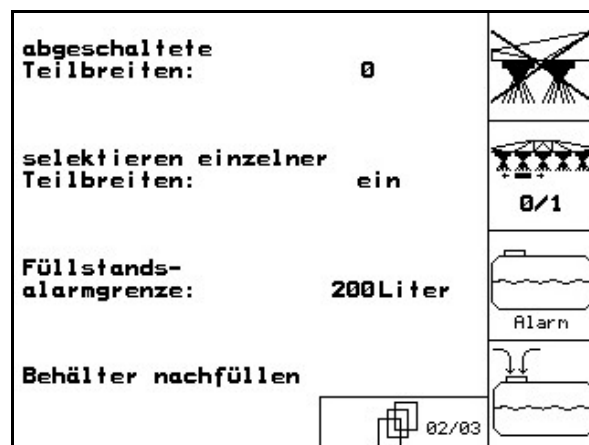 abgeschaltete
Teilbreiten: 0
selektieren einzelner
Teilbreiten: ein
0/1
Füllstands-
alarmgrenze: 200Liter
Alarm
Behälter nachfüllen
02/03